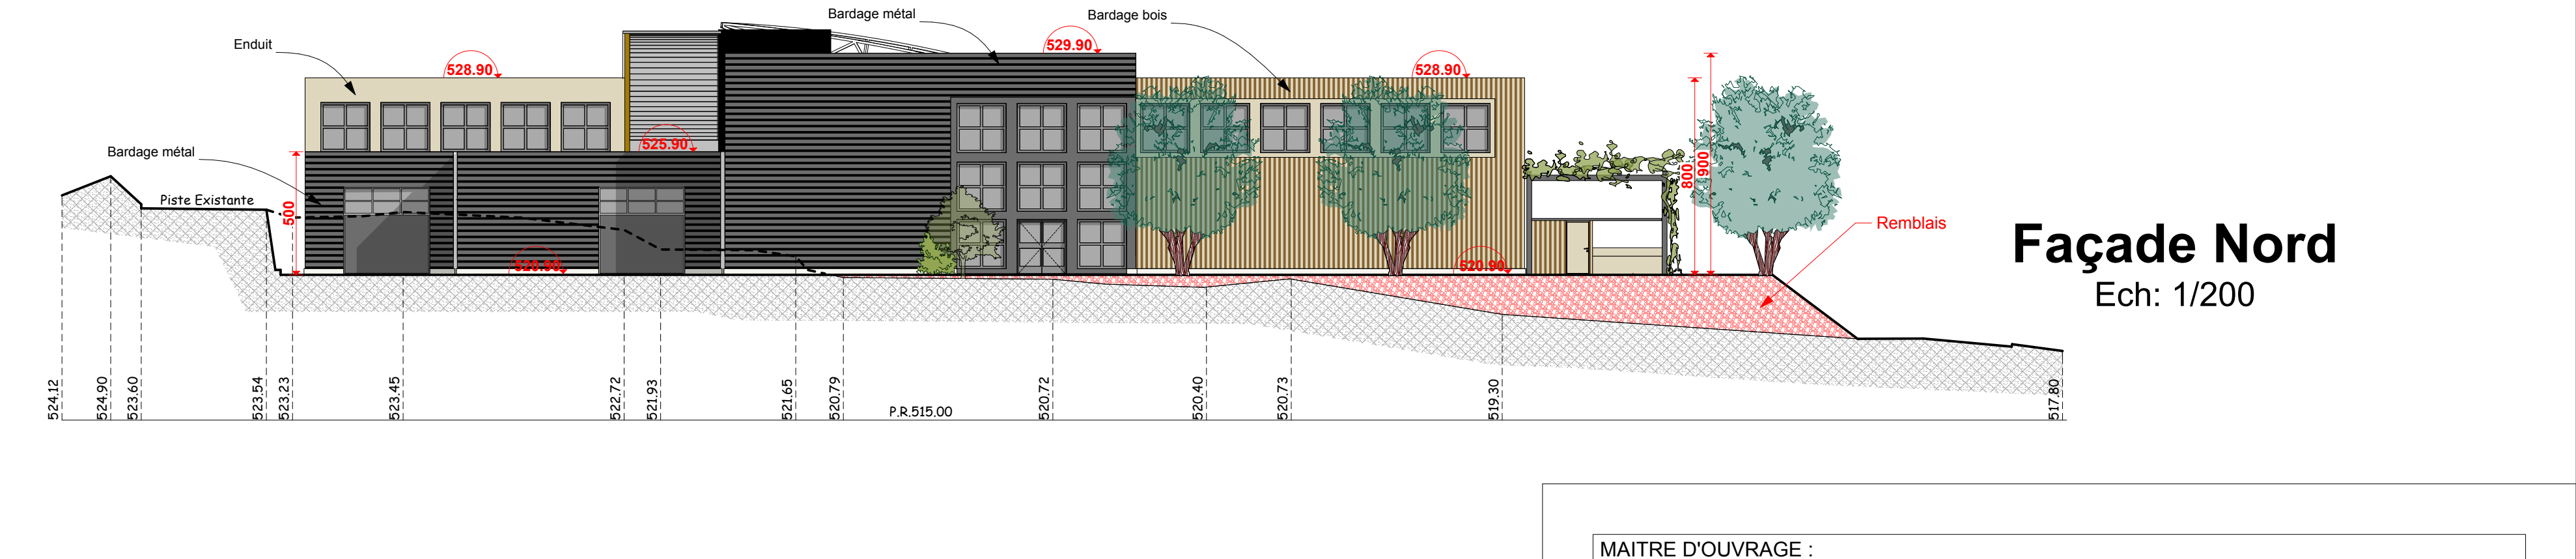 Bardage métal
Bardage bois
Enduit
529.90
528.90
528.90
525.90
Bardage métal
Piste Existante
500
800
900
Remblais
Façade Nord
Ech: 1/200
520.90
520.90
524.12
524.90
523.60
523.54
523.23
523.45
522.72
521.93
521.65
520.79
P.R.515.00
520.72
520.40
520.73
519.30
517.80
MAITRE D'OUVRAGE :